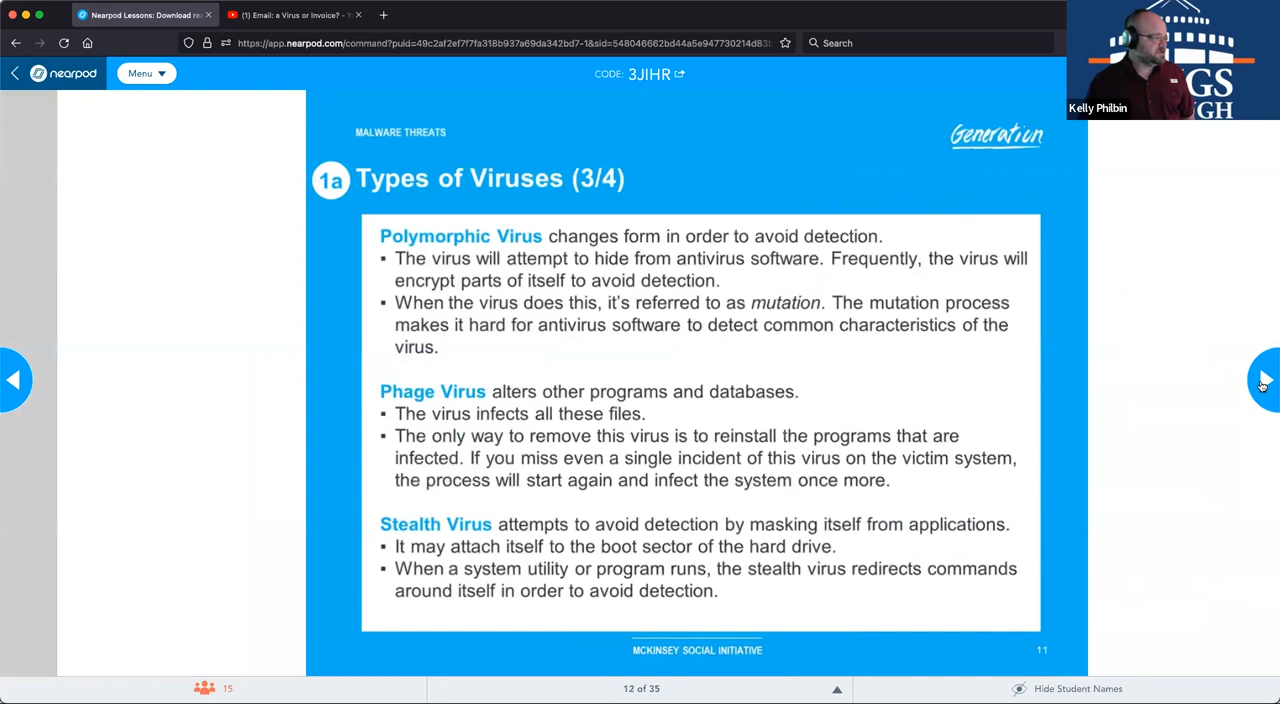 Nearpod Lessons: Download re
(1) Email: a Virus or Invoice? - Y
https://app.nearpod.com/command?puid=49c2af2ef7f7fa318b937a69da342bd7-1&sid=548046662bd44a5e947730214d83b
Search
nearpod
Menu
CODE: 3JIHR
GS
UGH
Kelly Philbin
MALWARE THREATS
Generation
1a Types of Viruses (3/4)
Polymorphic Virus changes form in order to avoid detection.
▪ The virus will attempt to hide from antivirus software. Frequently, the virus will
encrypt parts of itself to avoid detection.
▪ When the virus does this, it's referred to as mutation. The mutation process
makes it hard for antivirus software to detect common characteristics of the
virus.
Phage Virus alters other programs and databases.
▪ The virus infects all these files.
▪ The only way to remove this virus is to reinstall the programs that are
infected. If you miss even a single incident of this virus on the victim system,
the process will start again and infect the system once more.
Stealth Virus attempts to avoid detection by masking itself from applications.
▪ It may attach itself to the boot sector of the hard drive.
▪ When a system utility or program runs, the stealth virus redirects commands
around itself in order to avoid detection.
MCKINSEY SOCIAL INITIATIVE
11
15
12 of 35
Hide Student Names